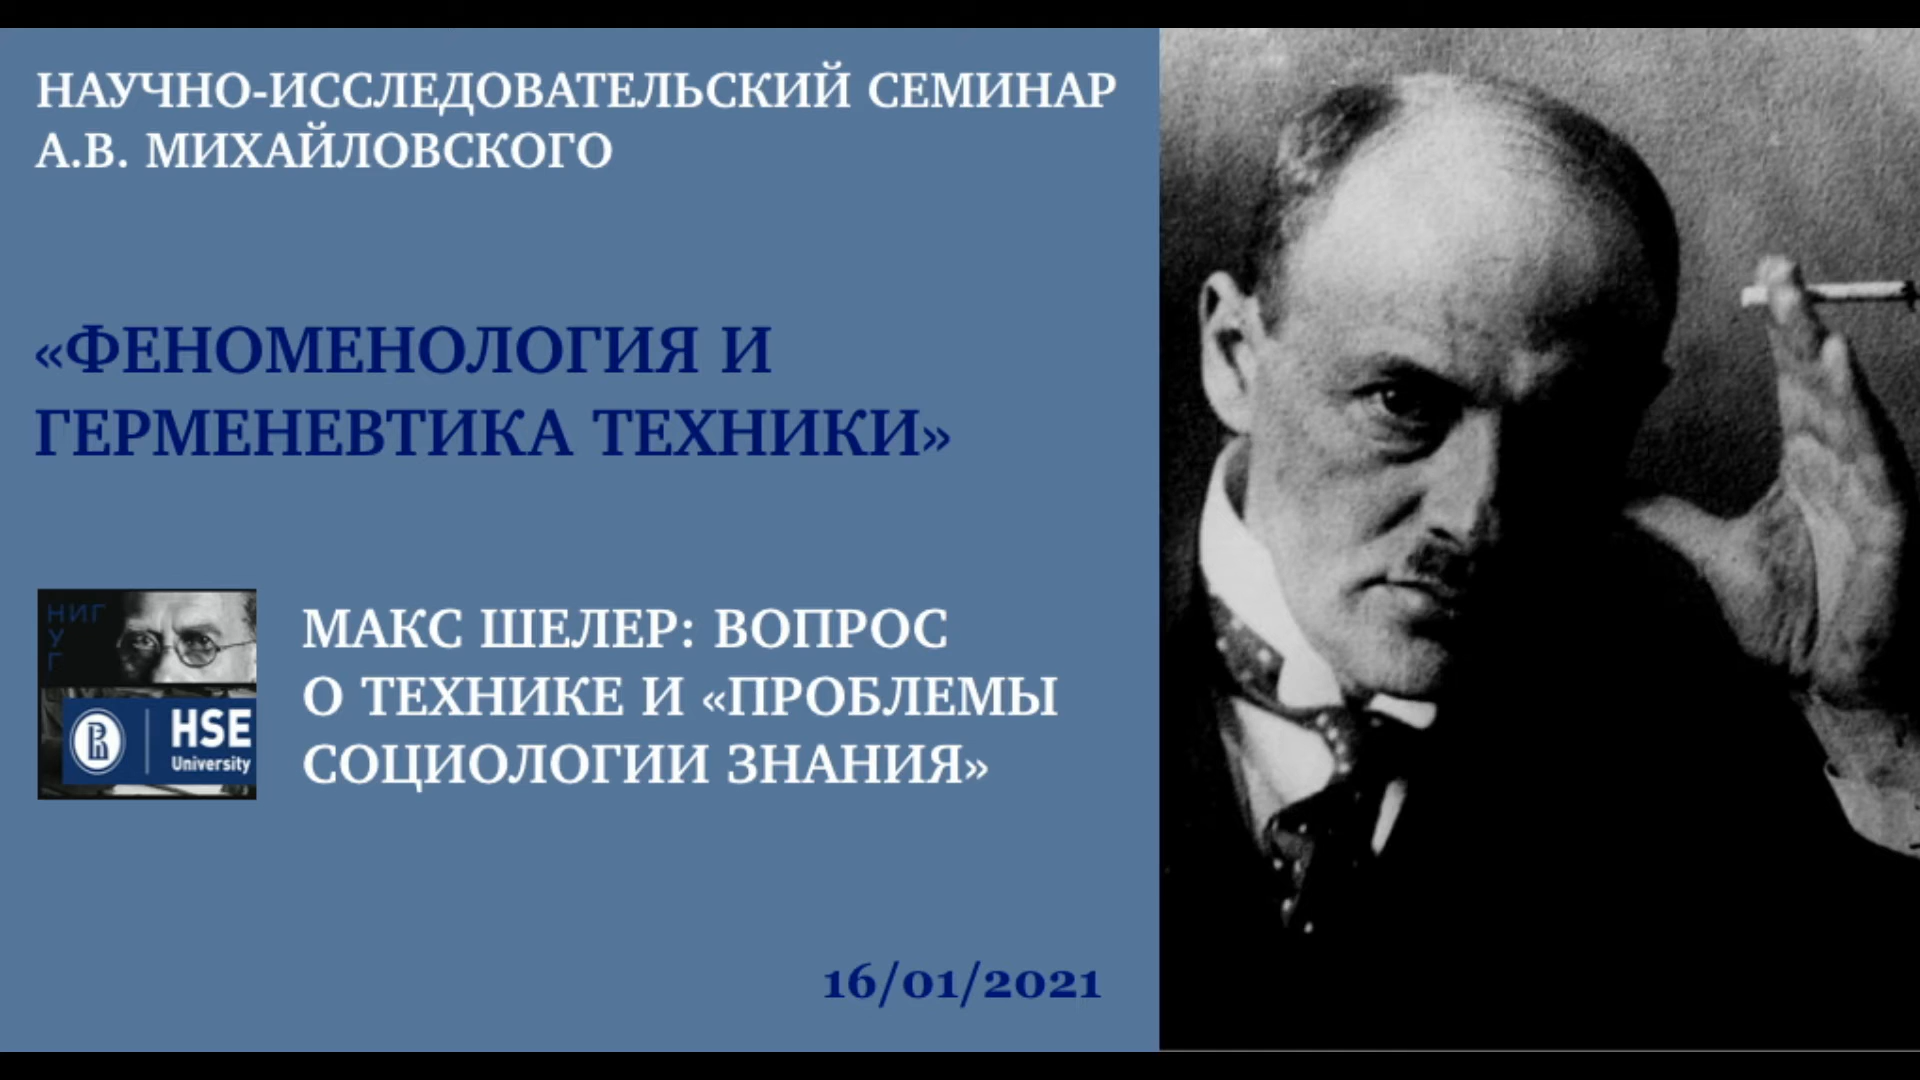 НАУЧНО-ИССЛЕДОВАТЕЛЬСКИЙ СЕМИНАР
А.В. МИХАЙЛОВСКОГО
«ФЕНОМЕНОЛОГИЯ И
ГЕРМЕНЕВТИКА ТЕХНИКИ»
НИГ
У
Г
HSE
University
МАКС ШЕЛЕР: ВОПРОС
О ТЕХНИКЕ И «ПРОБЛЕМЫ
СОЦИОЛОГИИ ЗНАНИЯ»
16/01/2021